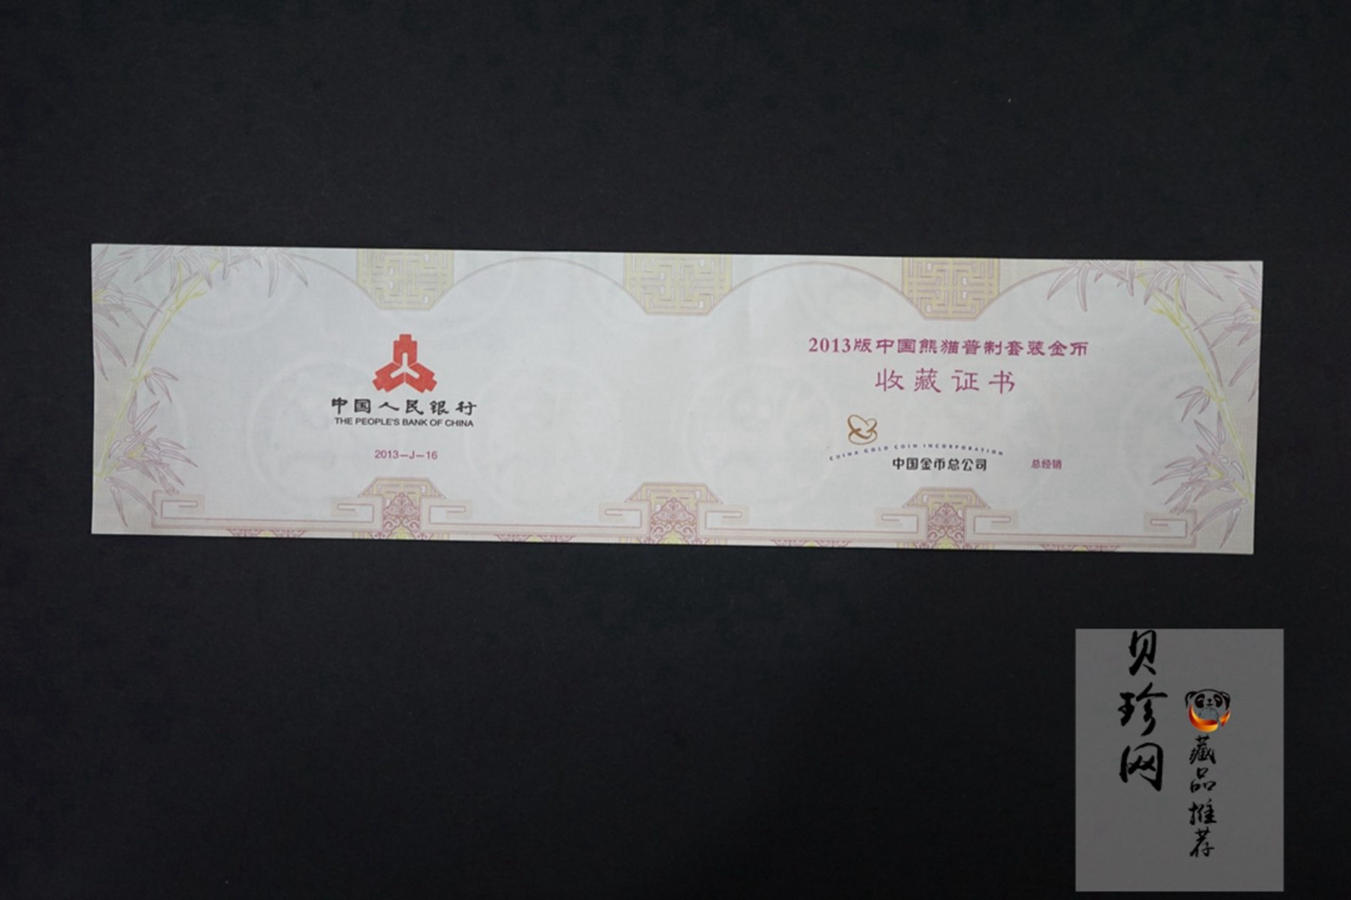 中国人民银行
THE PEOPLE'S BANK OF CHINA
2013—J—16
2013版中国熊猫普制套装金币
收藏证书
CHINA GOLD COIN INCORPORATION
中国金币总公司 总经销
贝珍网
藏品推荐